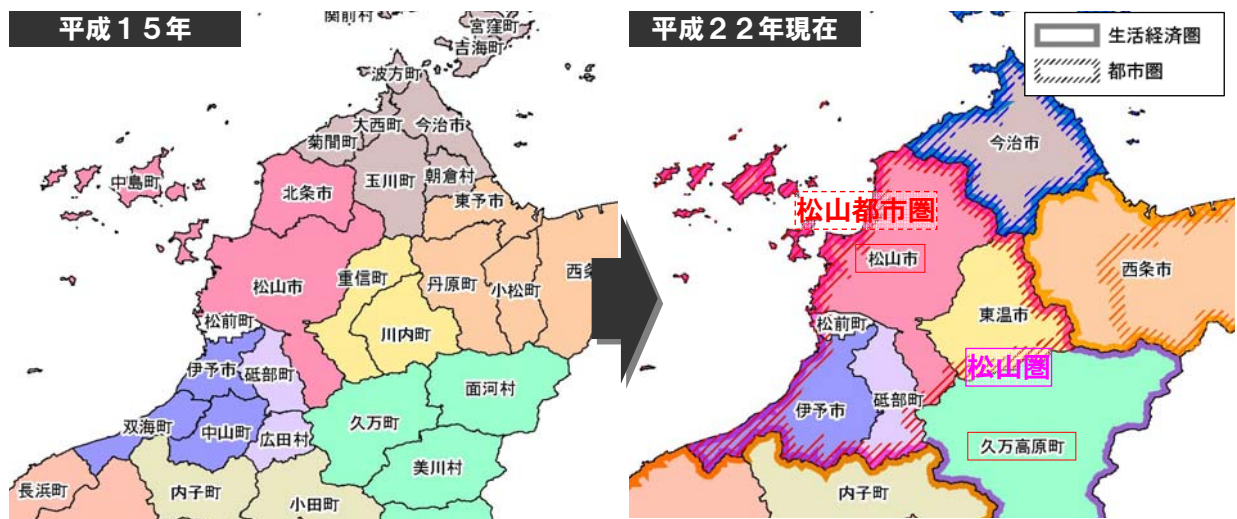 平成１５年
関前村
宮窪町
吉海町
波方町
大西町
今治市
菊間町
中島町
北条市
玉川町
朝倉村
東予市
松山市
重信町
丹原町
小松町
西条
松前町
川内町
伊予市
砥部町
面河村
双海町
中山町
広田村
久万町
美川村
長浜町
内子町
小田町
平成２２年現在
生活経済圏
都市圏
今治市
松山都市圏
松山市
西条市
東温市
松前町
松山圏
伊予市
砥部町
久万高原町
内子町